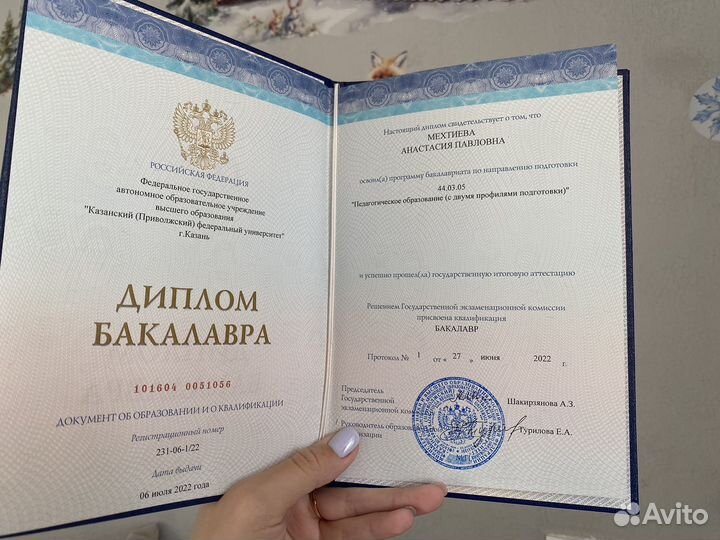 РОССИЙСКАЯ ФЕДЕРАЦИЯ
Федеральное государственное
автономное образовательное учреждение
высшего образования
"Казанский (Приволжский) федеральный университет"
г.Казань
ДИПЛОМ
БАКАЛАВРА
101604 0051056
ДОКУМЕНТ ОБ ОБРАЗОВАНИИ И О КВАЛИФИКАЦИИ
Регистрационный номер
231-06-1/22
Дата выдачи
06 июля 2022 года
Настоящий диплом свидетельствует о том, что
МЕХТИЕВА
АНАСТАСИЯ ПАВЛОВНА
освоил(а) программу бакалавриата по направлению подготовки
44.03.05
"Педагогическое образование (с двумя профилями подготовки)"
и успешно прошел(ла) государственную итоговую аттестацию
Решением Государственной экзаменационной комиссии
присвоена квалификация
БАКАЛАВР
Протокол № 1 от « 27 » июня 2022 г.
Председатель
Государственной
экзаменационной
Шакирзянова А.З.
Руководитель
Гурилова Е.А.
Avito